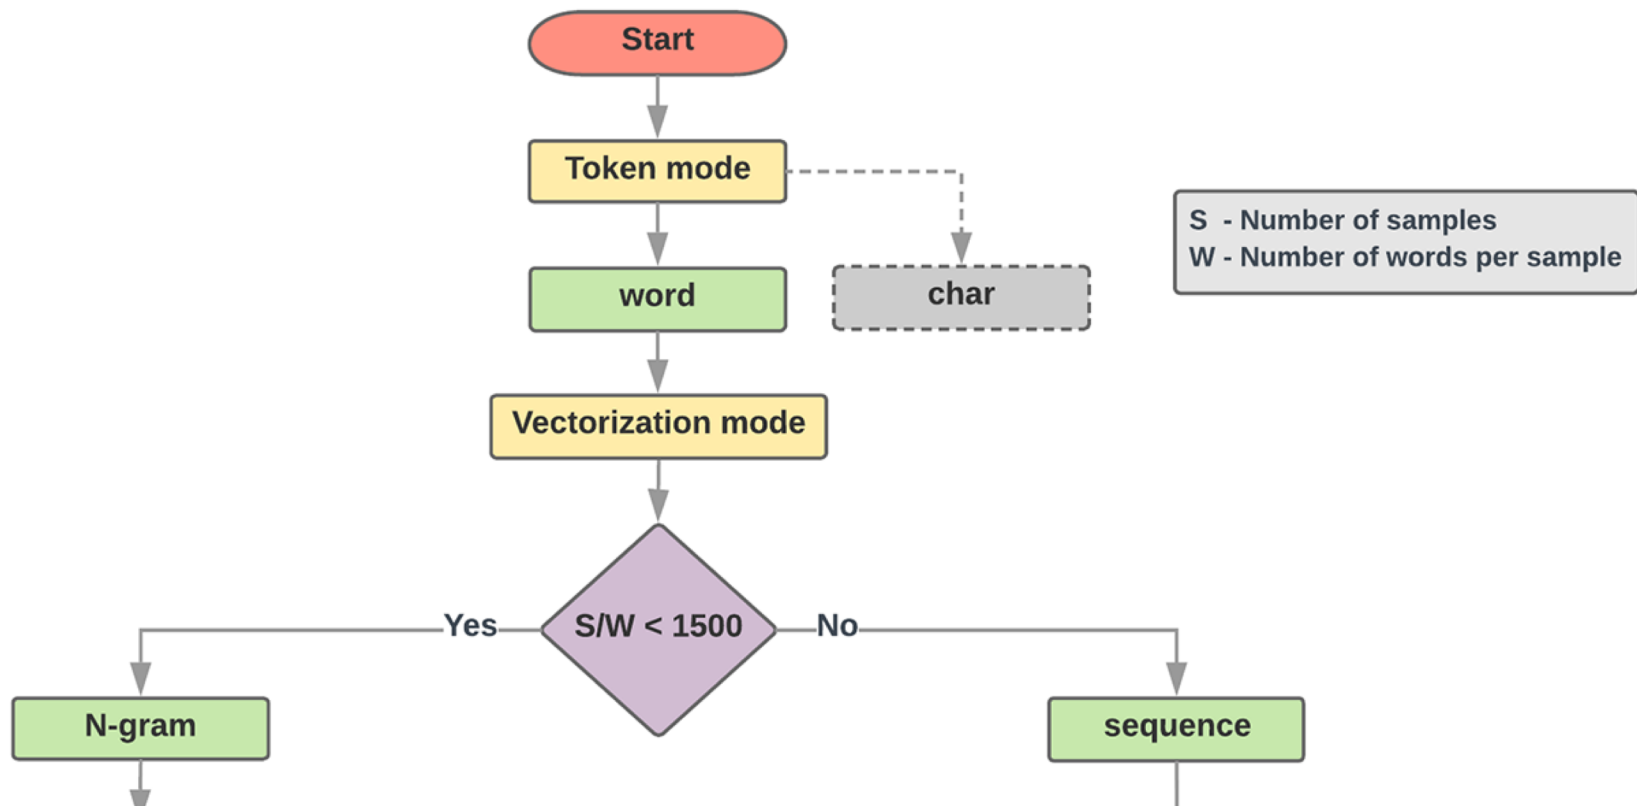 Start
Token mode
word
char
S - Number of samples
W - Number of words per sample
Vectorization mode
S/W < 1500
Yes
No
N-gram
sequence